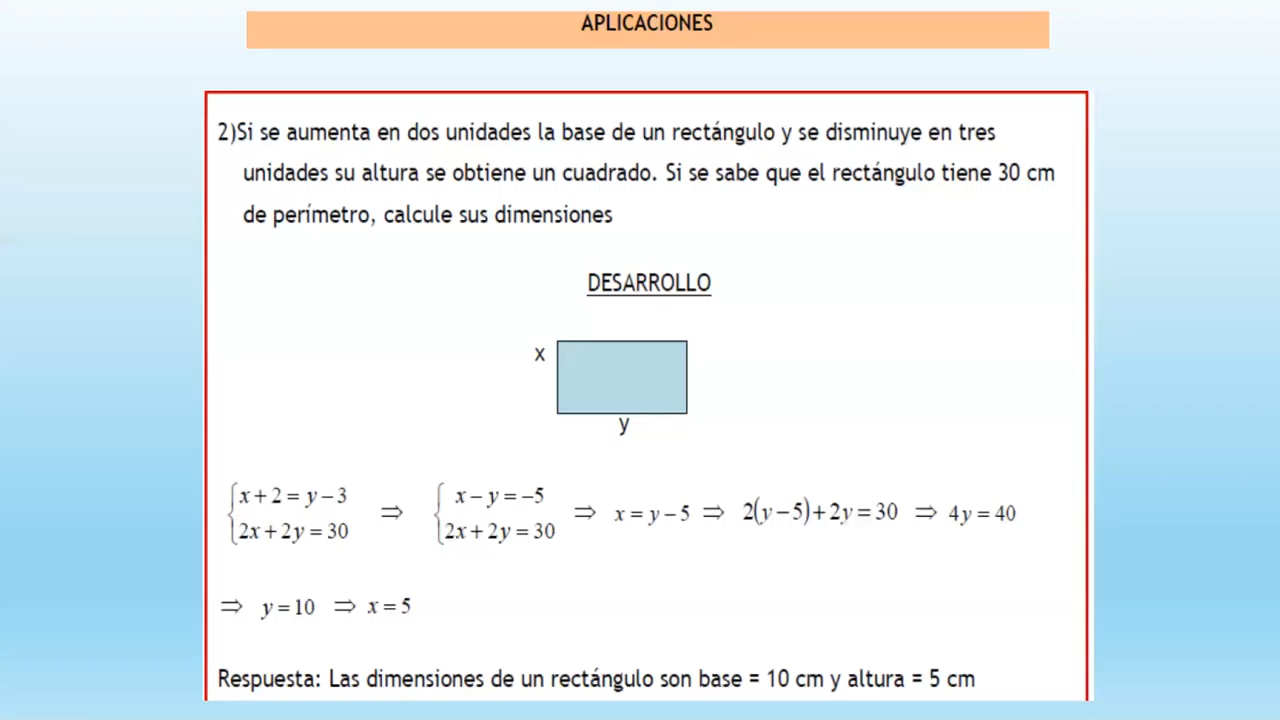 APLICACIONES
2)Si se aumenta en dos unidades la base de un rectángulo y se disminuye en tres
unidades su altura se obtiene un cuadrado. Si se sabe que el rectángulo tiene 30 cm
de perímetro, calcule sus dimensiones
DESARROLLO
x
y
{x + 2 = y − 3 ⇒ {x − y = −5 ⇒ x = y − 5 ⇒ 2(y − 5) + 2y = 30 ⇒ 4y = 40
2x + 2y = 30 2x + 2y = 30
⇒ y = 10 ⇒ x = 5
Respuesta: Las dimensiones de un rectángulo son base = 10 cm y altura = 5 cm